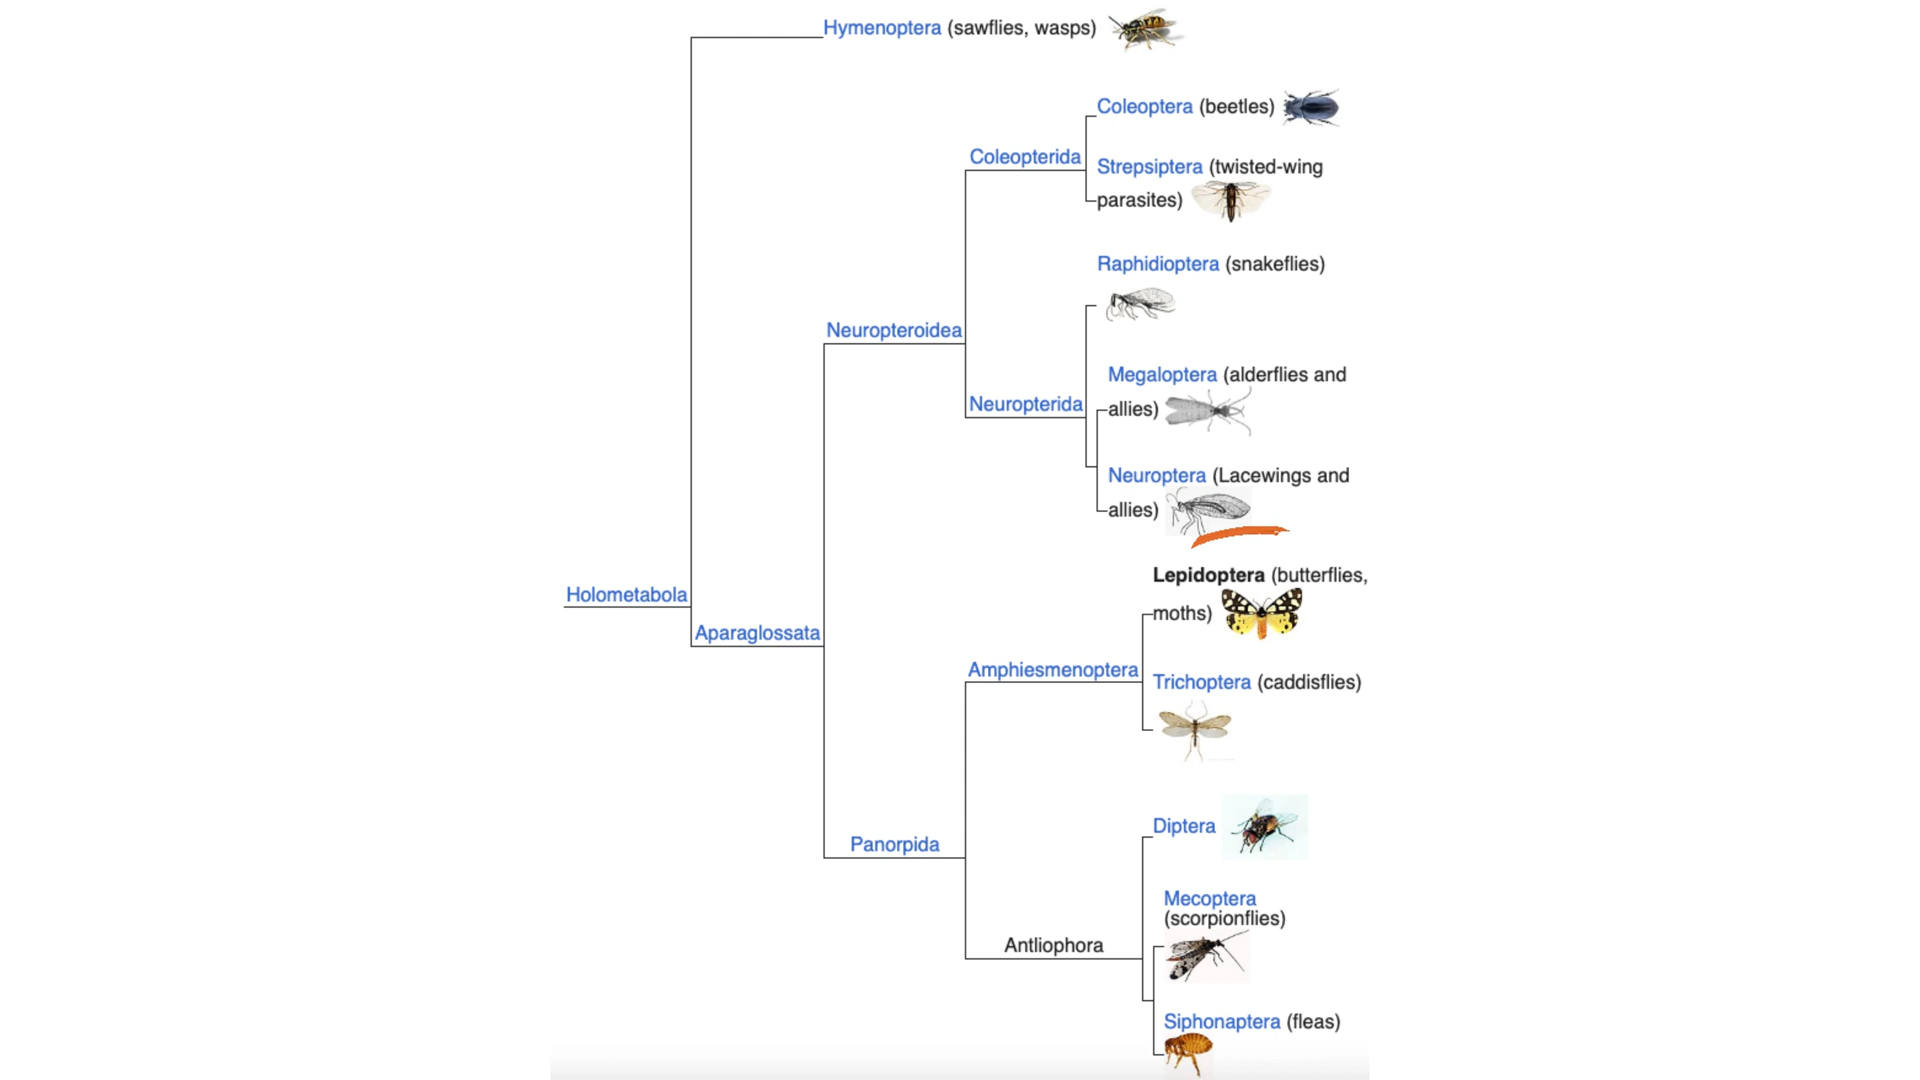 Hymenoptera (sawflies, wasps)
Coleoptera (beetles)
Coleopterida
Strepsiptera (twisted-wing
parasites)
Raphidioptera (snakeflies)
Neuropteroidea
Megaloptera (alderflies and
allies)
Neuropterida
Neuroptera (Lacewings and
allies)
Lepidoptera (butterflies,
moths)
Holometabola
Aparaglossata
Amphiesmenoptera
Trichoptera (caddisflies)
Diptera
Panorpida
Mecoptera
(scorpionflies)
Antliophora
Siphonaptera (fleas)